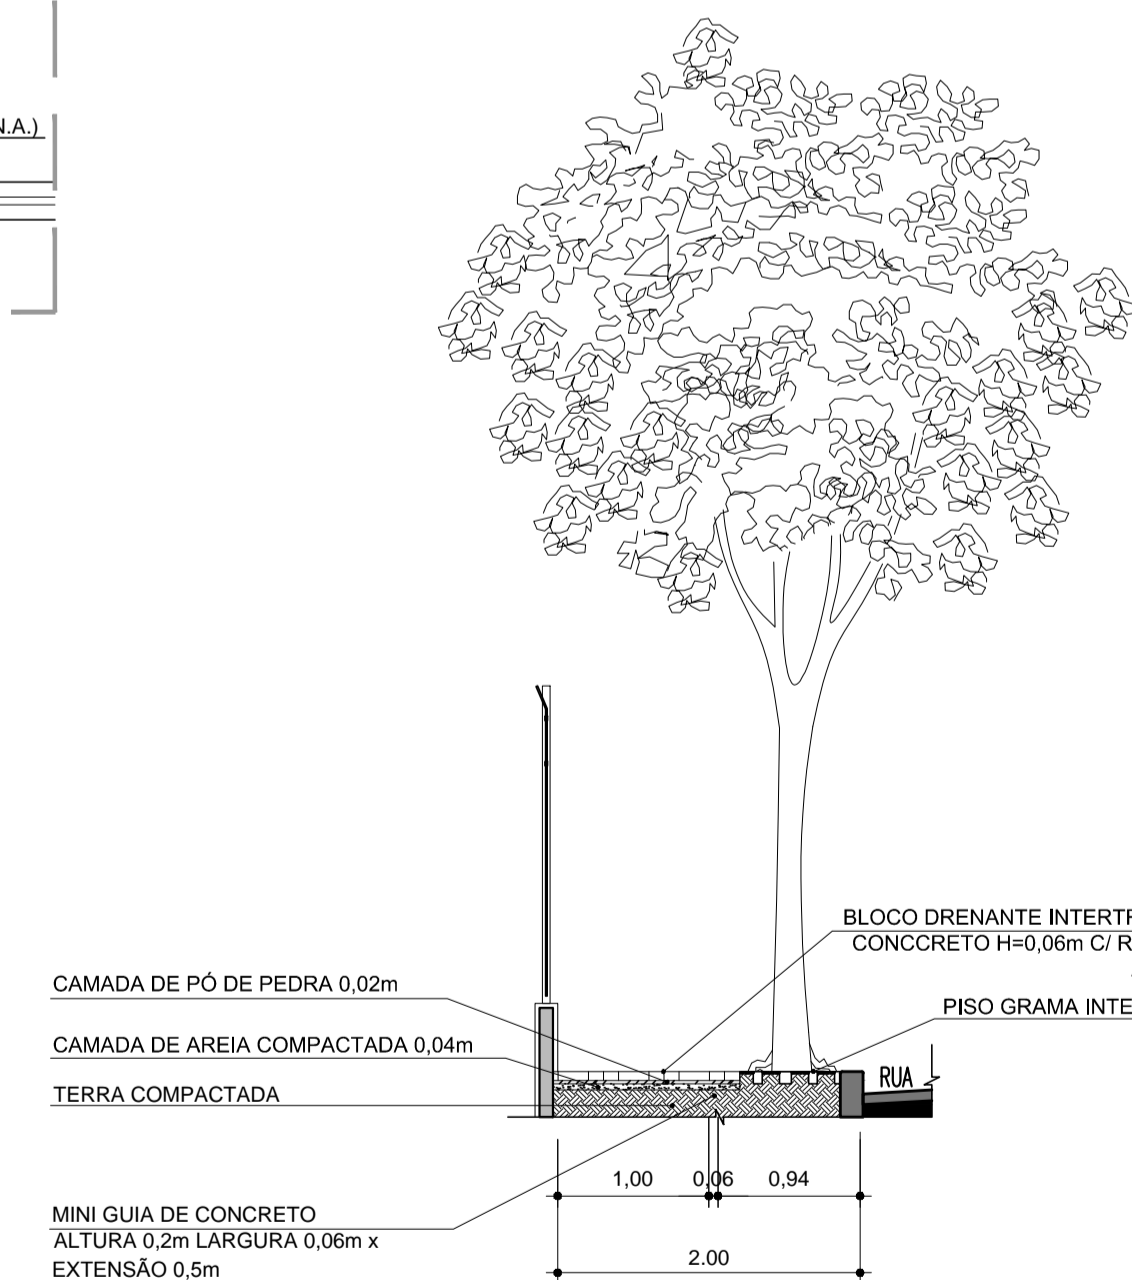 N.A.)
BLOCO DRENANTE INTERTR
CONCCRETO H=0,06m C/ R
CAMADA DE PÓ DE PEDRA 0,02m
PISO GRAMA INTE
CAMADA DE AREIA COMPACTADA 0,04m
RUA
TERRA COMPACTADA
1,00 0,06 0,94
MINI GUIA DE CONCRETO
ALTURA 0,2m LARGURA 0,06m x
EXTENSÃO 0,5m
2.00